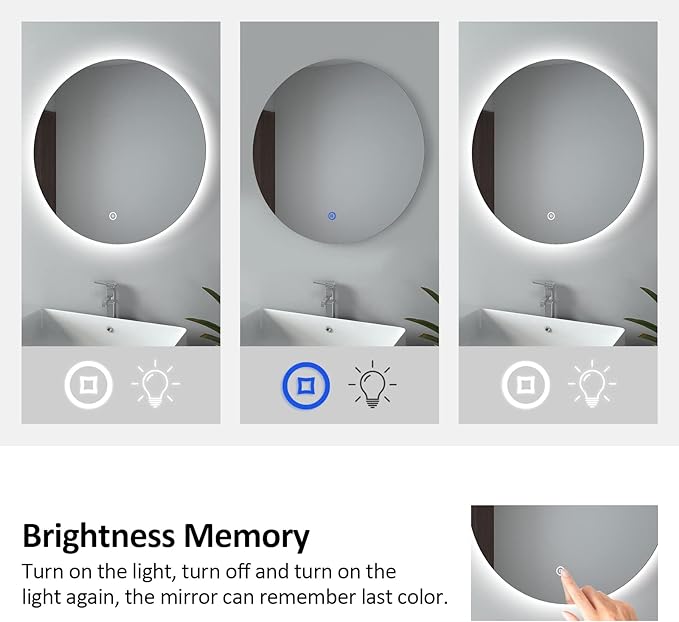 Brightness Memory
Turn on the light, turn off and turn on the
light again, the mirror can remember last color.